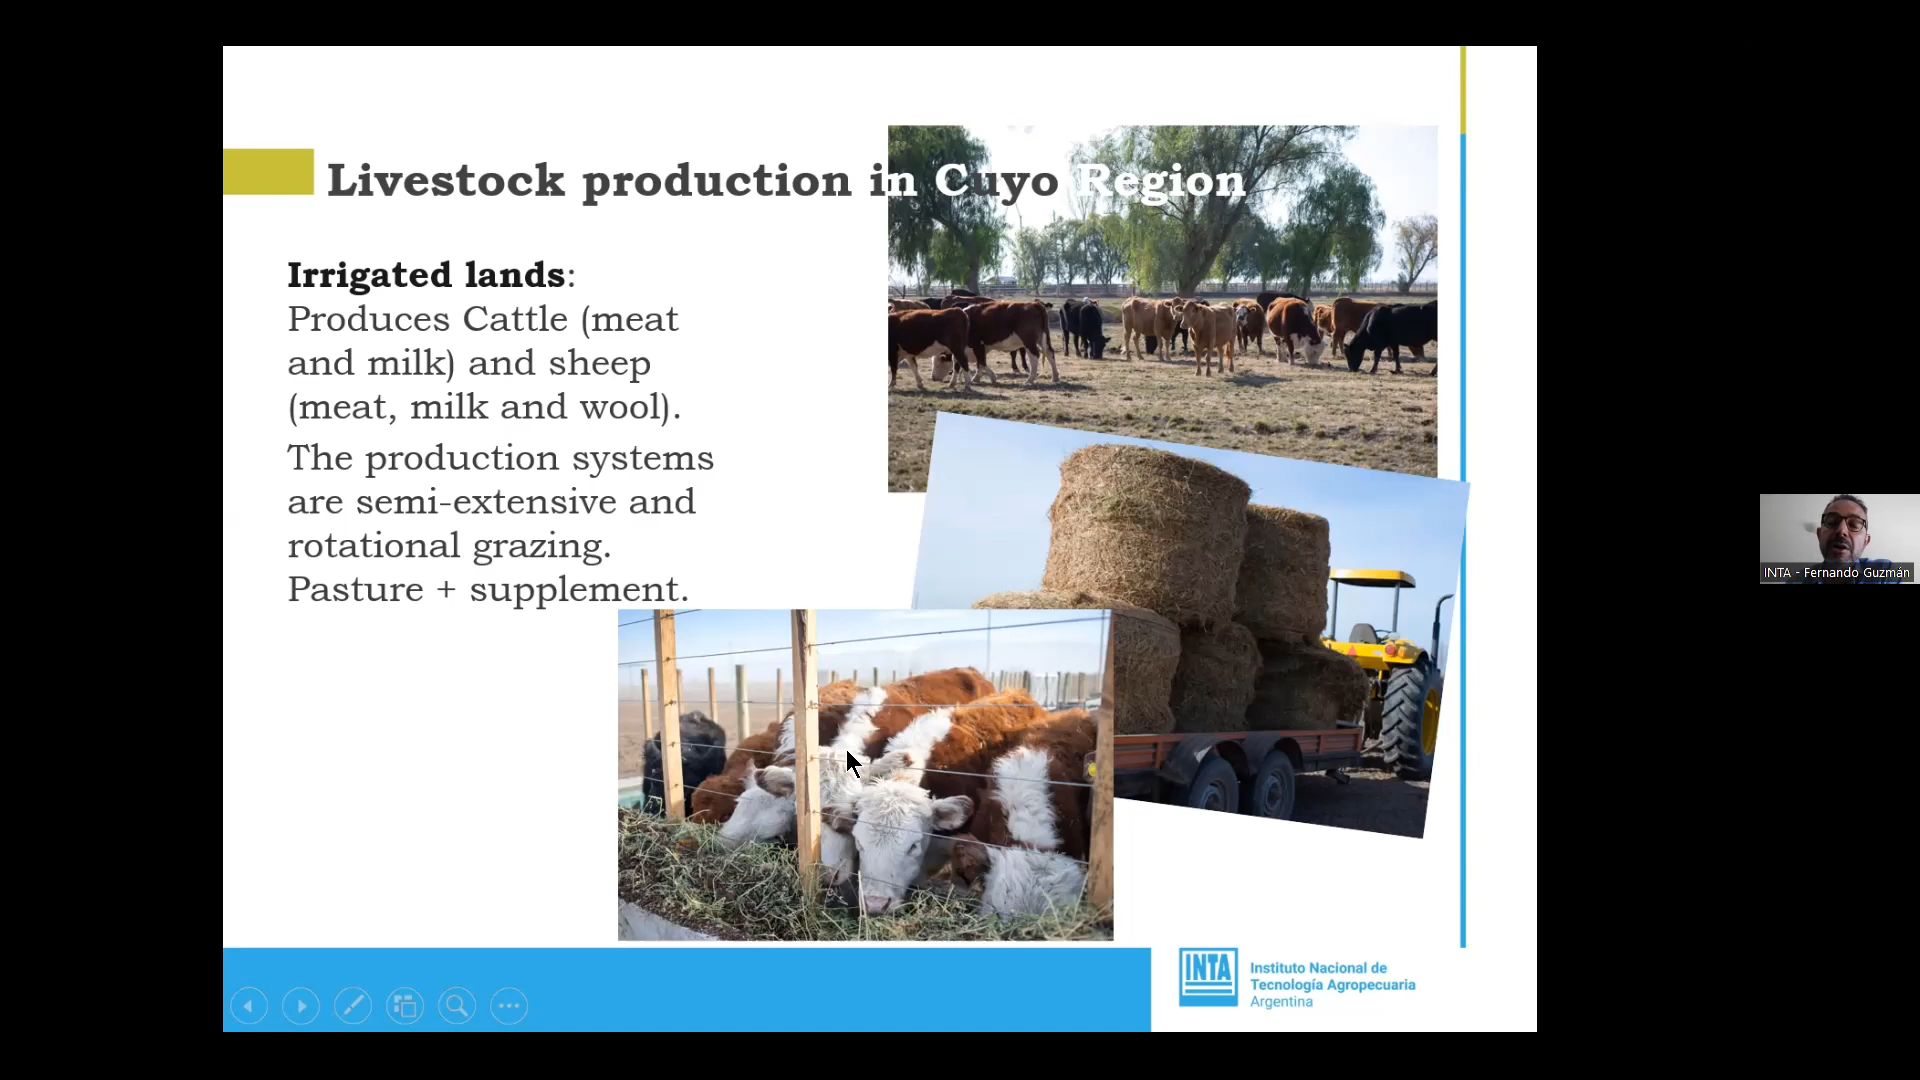 Livestock production in Cuyo Region
Irrigated lands:
Produces Cattle (meat
and milk) and sheep
(meat, milk and wool).
The production systems
are semi-extensive and
rotational grazing.
Pasture + supplement.
INTA - Fernando Guzmán
INTA
Instituto Nacional de
Tecnología Agropecuaria
Argentina